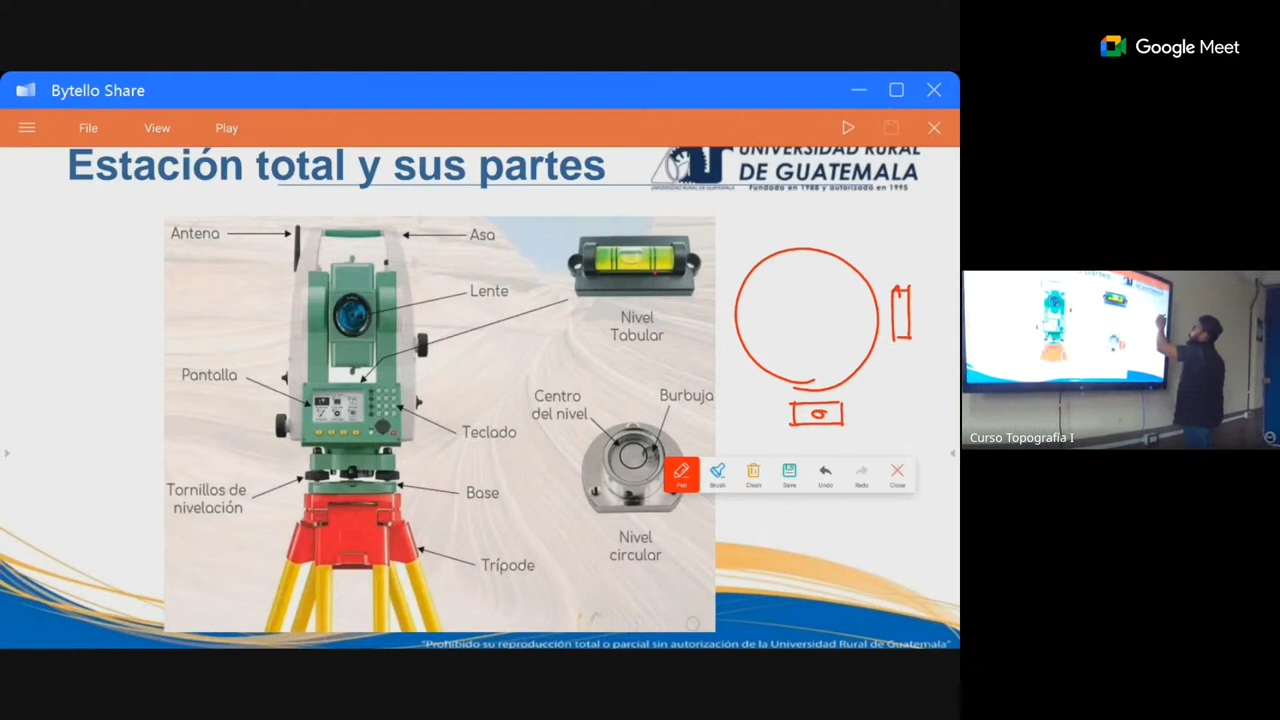 Google Meet
Bytello Share
File
View
Play
Estación total y sus partes
UNIVERSIDAD RURAL
DE GUATEMALA
Fundada en 1988 y autorizada en 1995
Antena
Asa
Lente
Nivel
Tabular
Pantalla
Centro
del nivel
Burbuja
Teclado
Tornillos de
nivelación
Base
Nivel
circular
Trípode
Pen
Brush
Clean
Save
Undo
Redo
Close
"Prohibido su reproducción total o parcial sin autorización de la Universidad Rural de Guatemala"
Curso Topografía I